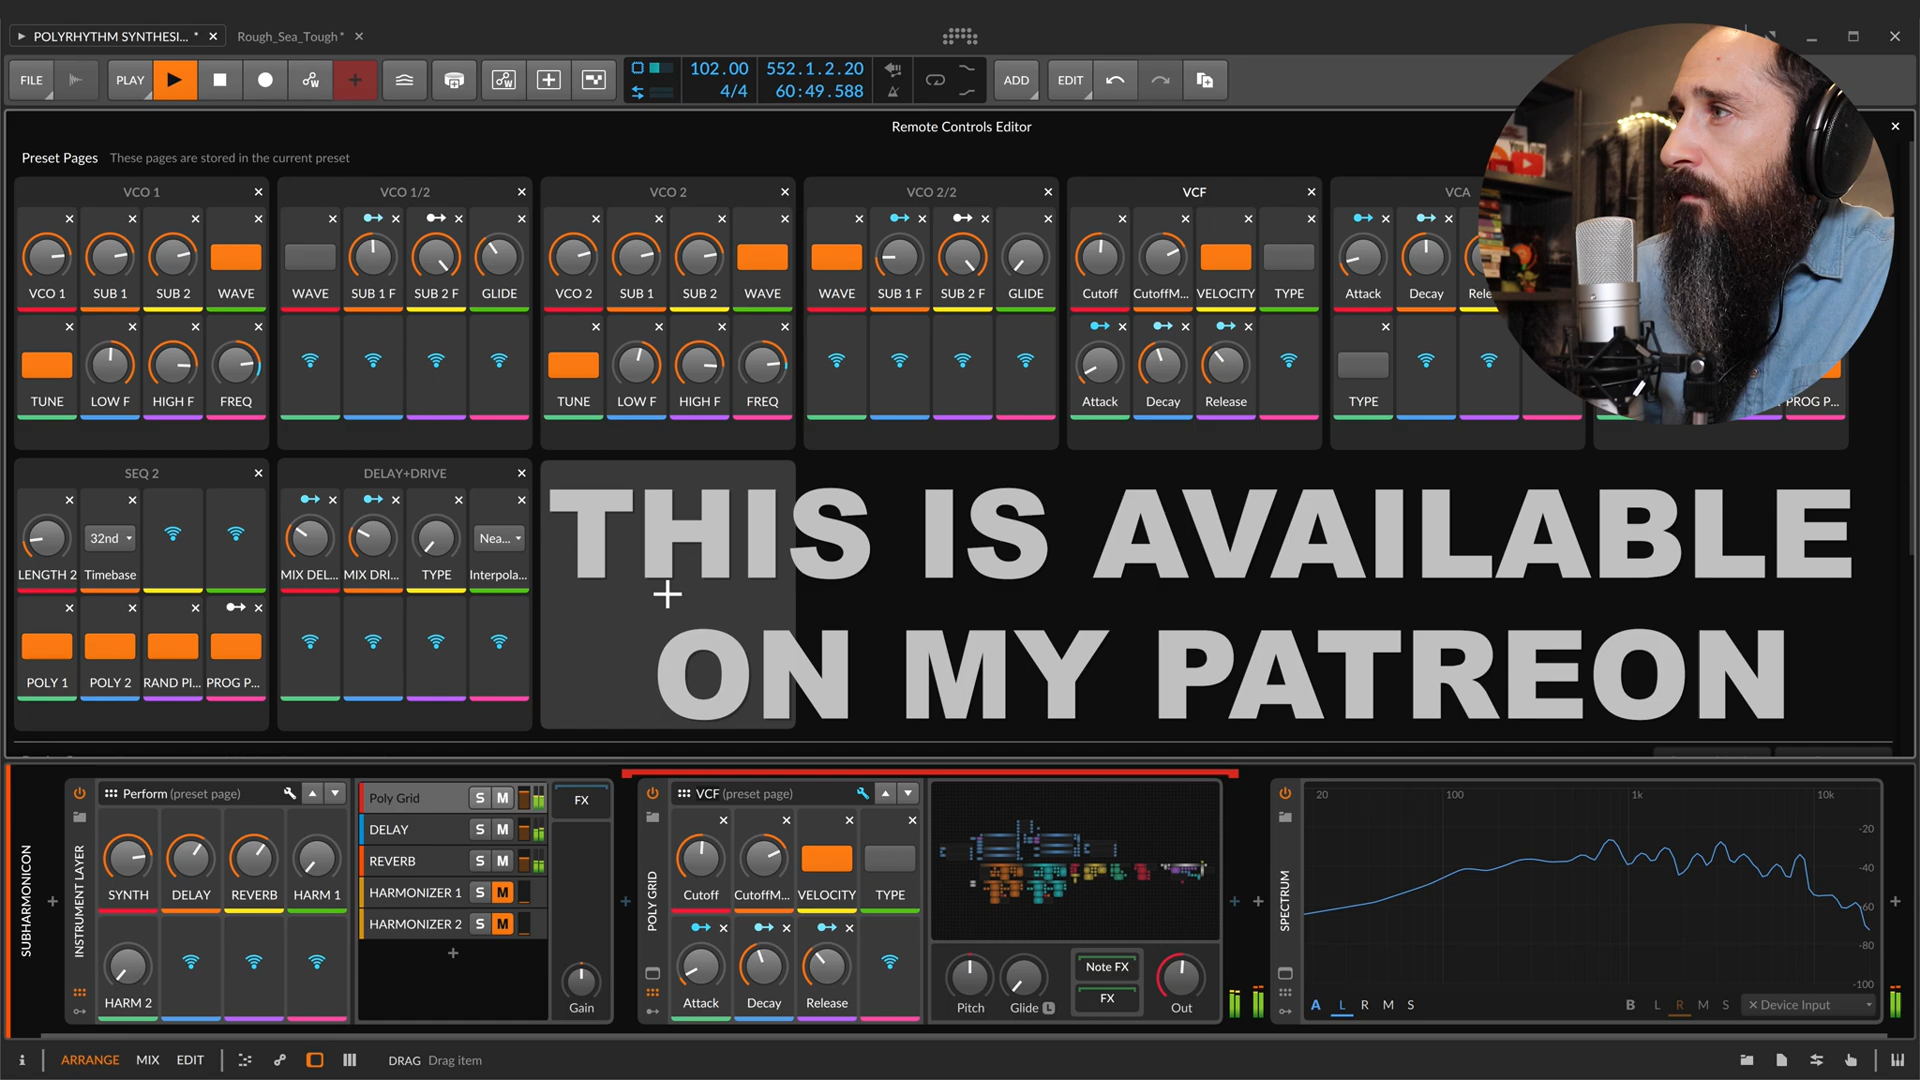 POLYRHYTHM SYNTHESI... *
Rough_Sea_Tough*
FILE
PLAY
102.00
4/4
552.1.2.20
60:49.588
ADD
EDIT
Remote Controls Editor
Preset Pages These pages are stored in the current preset
VCO 1
VCO 1/2
VCO 2
VCO 2/2
VCF
VCA
VCO 1 SUB 1 SUB 2 WAVE
WAVE SUB 1 F SUB 2 F GLIDE
VCO 2 SUB 1 SUB 2 WAVE
WAVE SUB 1 F SUB 2 F GLIDE
Cutoff CutoffM... VELOCITY TYPE
Attack Decay
TUNE LOW F HIGH F FREQ
TUNE LOW F HIGH F FREQ
Attack Decay Release
TYPE
PROG P...
SEQ 2
DELAY+DRIVE
32nd
Nea...
LENGTH 2 Timebase
MIX DEL... MIX DRI... TYPE Interpola...
POLY 1 POLY 2 RAND PI... PROG P...
THIS IS AVAILABLE
ON MY PATREON
SUBHARMONICON
INSTRUMENT LAYER
Perform (preset page)
SYNTH DELAY REVERB HARM 1
HARM 2
Poly Grid S M
DELAY S M
REVERB S M
HARMONIZER 1 S M
HARMONIZER 2 S M
FX
Gain
POLY GRID
VCF (preset page)
Cutoff CutoffM... VELOCITY TYPE
Attack Decay Release
Pitch Glide L
Note FX
FX
Out
SPECTRUM
20 100 1k 10k
-20
-40
-60
-80
-100
A L R M S
B L R M S
Device Input
i ARRANGE MIX EDIT
DRAG Drag item